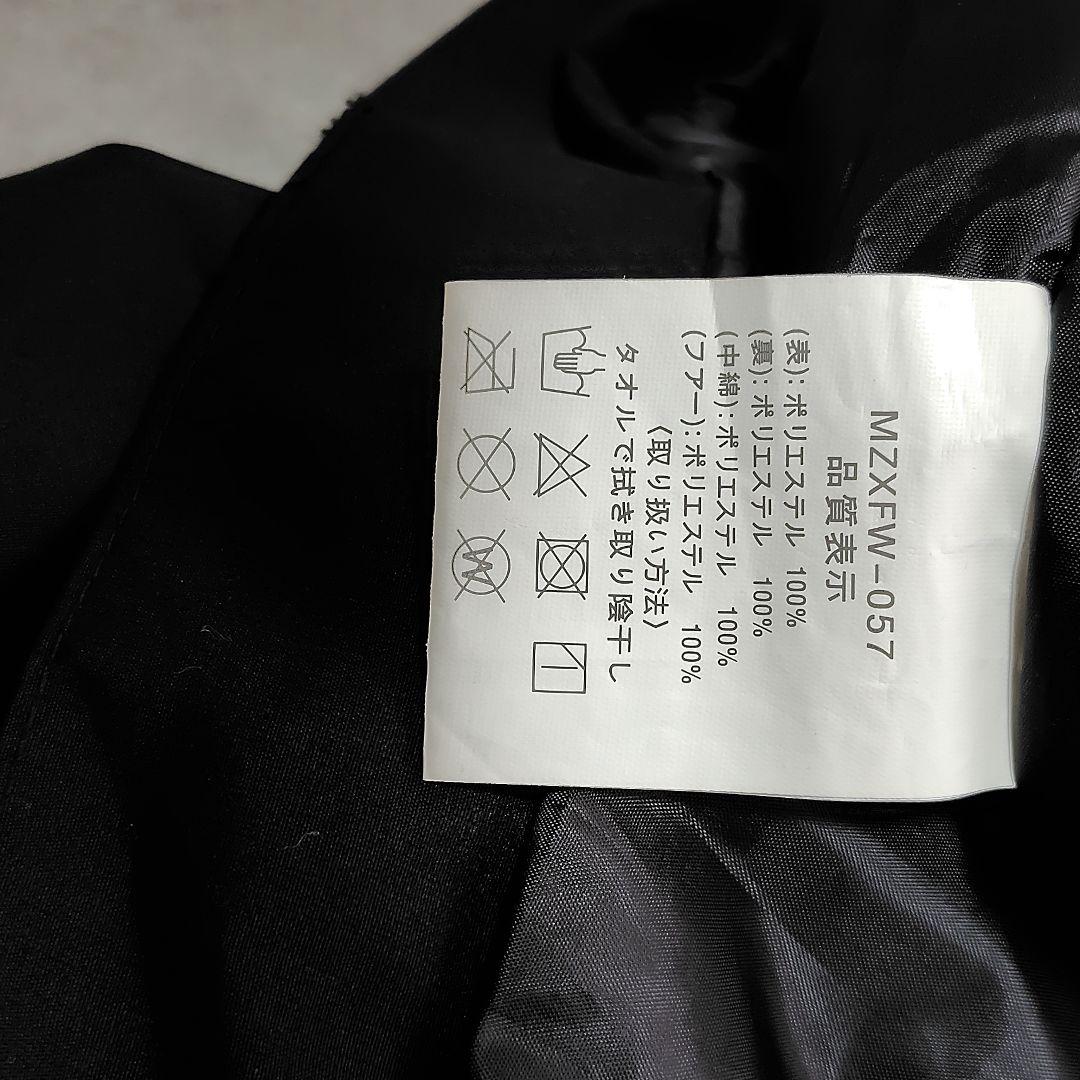 MZXFW-057
品質表示
(表):ポリエステル 100%
(裏):ポリエステル 100%
(中綿):ポリエステル 100%
(ファー):ポリエステル 100%
〈取り扱い方法〉
タオルで拭き取り陰干し
W